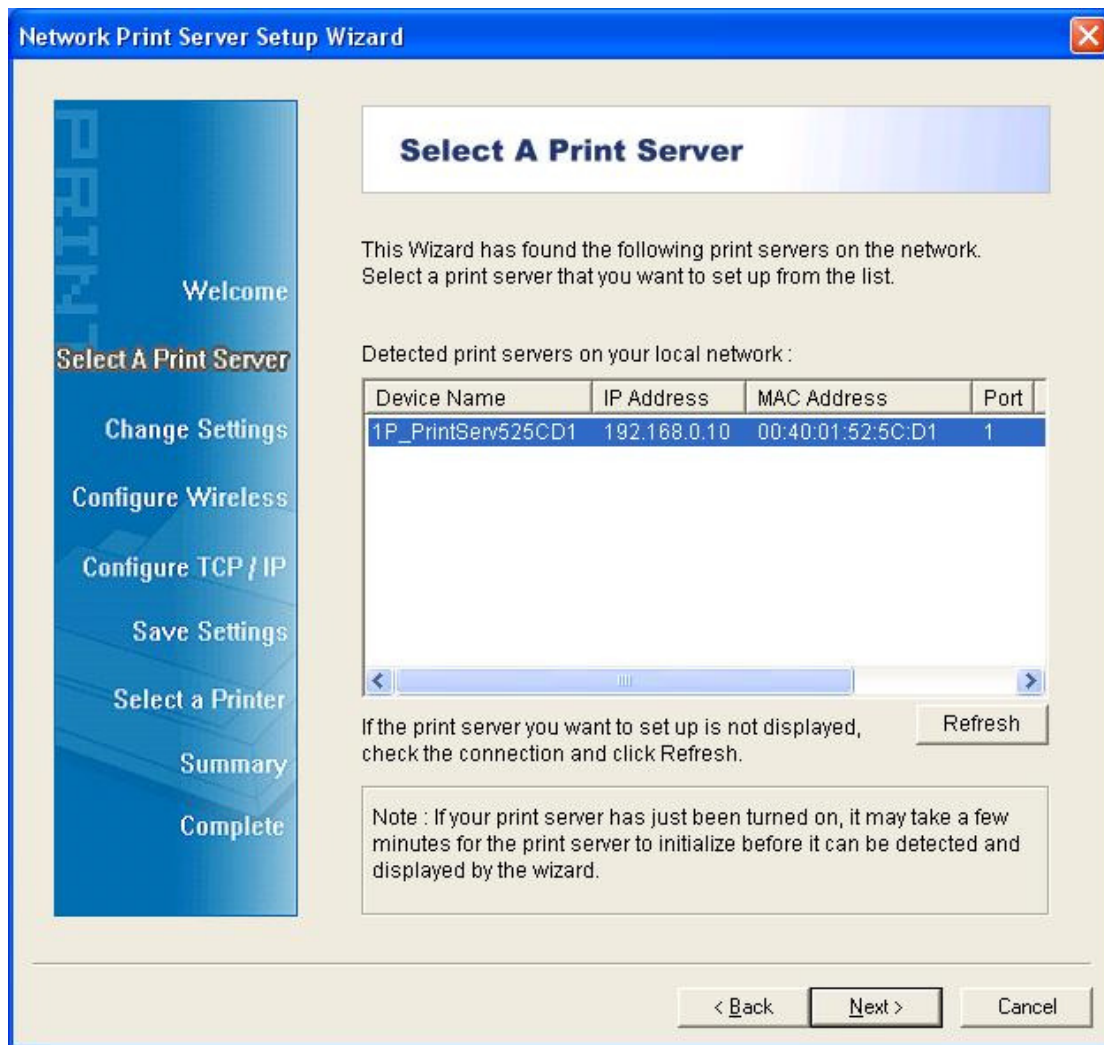 Network Print Server Setup Wizard
PRINT
Welcome
Select A Print Server
Change Settings
Configure Wireless
Configure TCP / IP
Save Settings
Select a Printer
Summary
Complete
Select A Print Server
This Wizard has found the following print servers on the network.
Select a print server that you want to set up from the list.
Detected print servers on your local network :
Device Name IP Address MAC Address Port
1P_PrintServ525CD1 192.168.0.10 00:40:01:52:5C:D1 1
If the print server you want to set up is not displayed,
check the connection and click Refresh.
Refresh
Note : If your print server has just been turned on, it may take a few
minutes for the print server to initialize before it can be detected and
displayed by the wizard.
< Back Next > Cancel